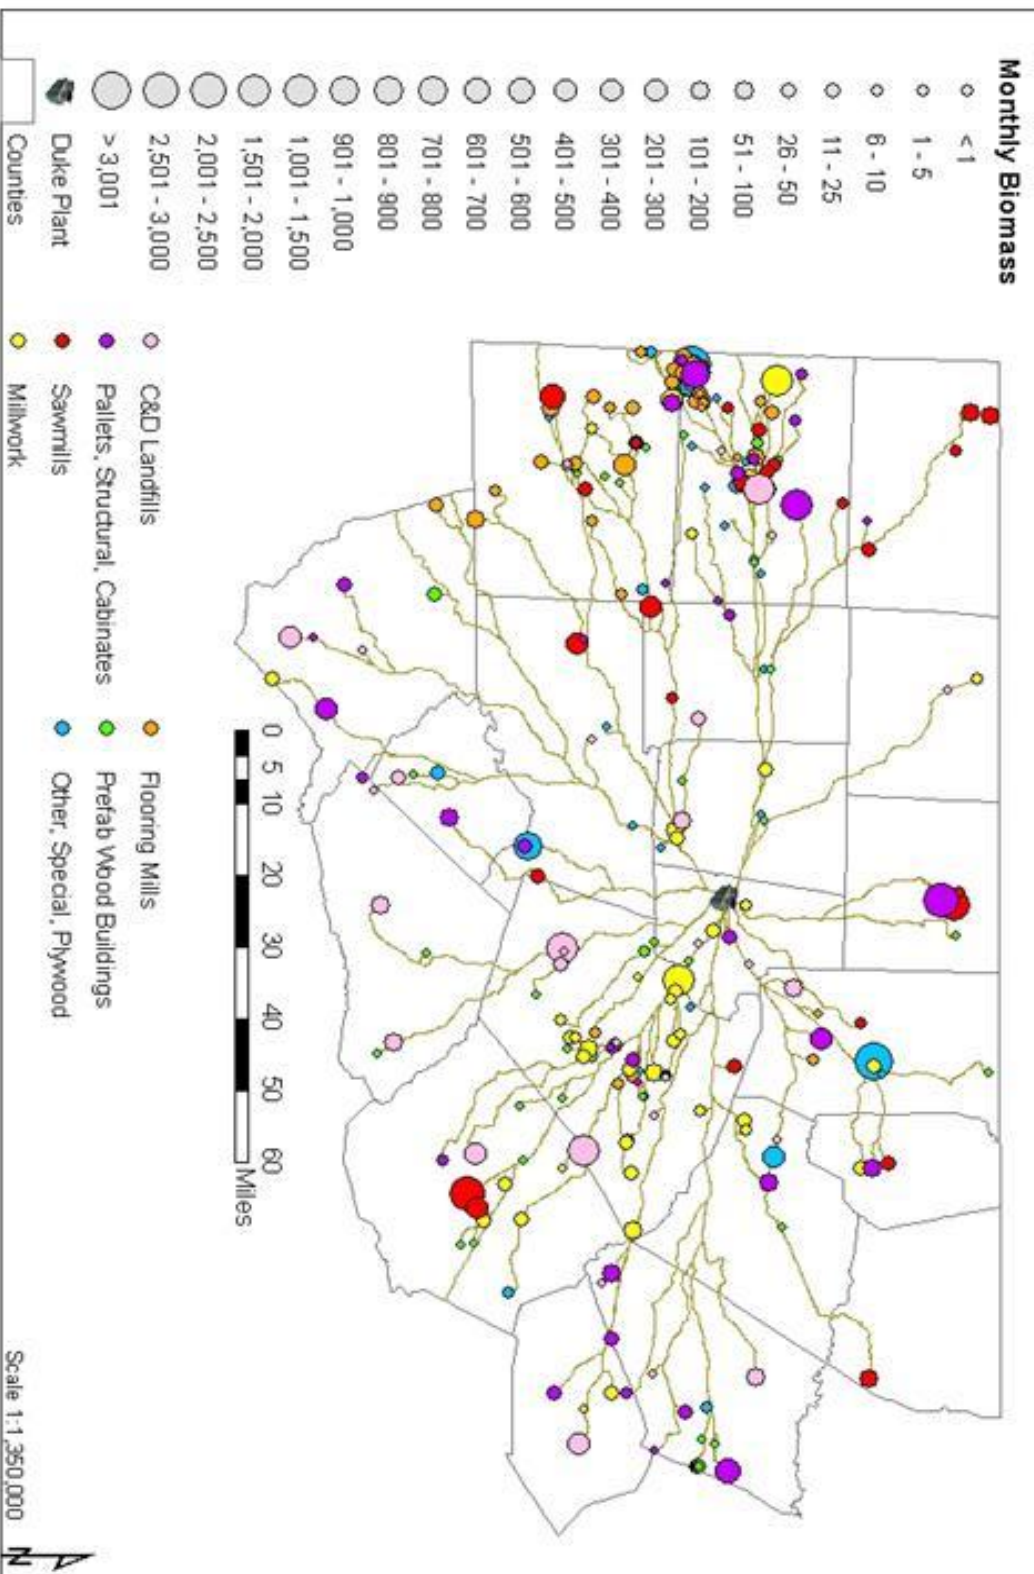 Monthly Biomass
< 1
1 - 5
6 - 10
11 - 25
26 - 50
51 - 100
101 - 200
201 - 300
301 - 400
401 - 500
501 - 600
601 - 700
701 - 800
801 - 900
901 - 1,000
1,001 - 1,500
1,501 - 2,000
2,001 - 2,500
2,501 - 3,000
> 3,001
Duke Plant
Counties
C&D Landfills
Pallets, Structural, Cabinates
Sawmills
Millwork
Flooring Mills
Prefab Wood Buildings
Other, Special, Plywood
0 5 10 20 30 40 50 60
Miles
Scale 1:1,350,000
N